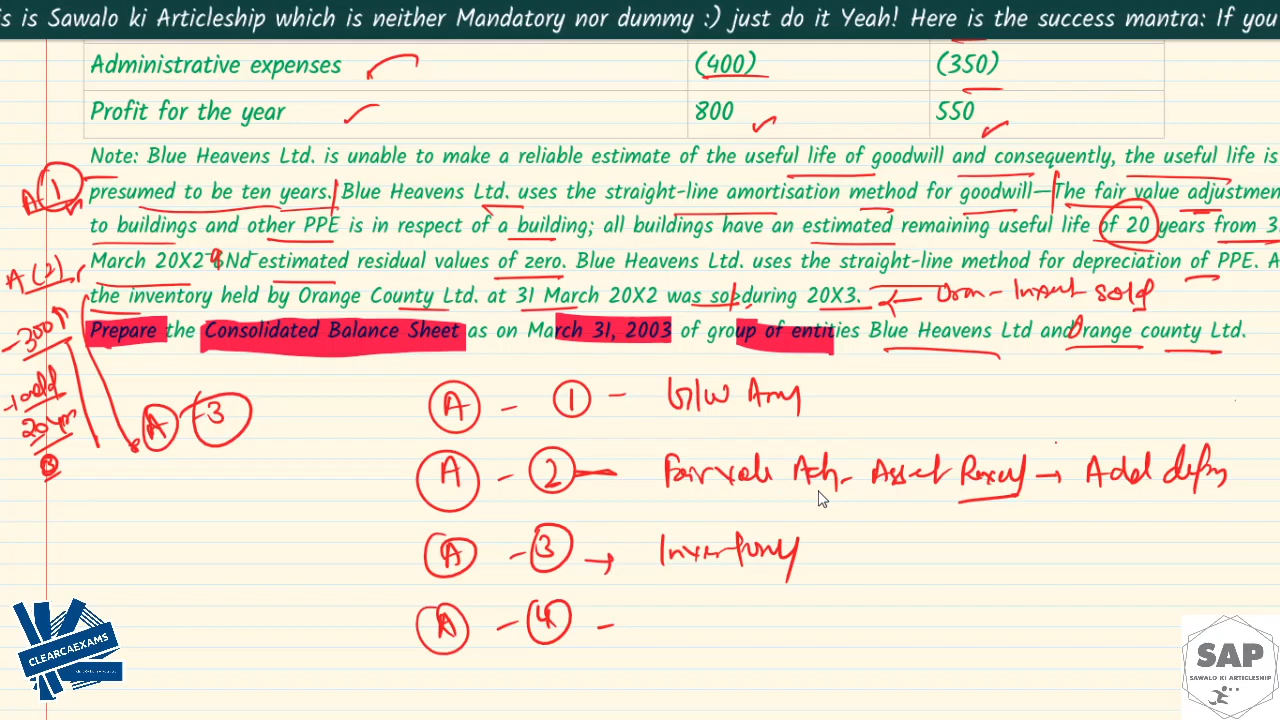 s is Sawalo ki Articleship which is neither Mandatory nor dummy :) just do it Yeah! Here is the success mantra: If you
Administrative expenses (400) (350)
Profit for the year 800 550
Note: Blue Heavens Ltd. is unable to make a reliable estimate of the useful life of goodwill and consequently, the useful life is
presumed to be ten years. Blue Heavens Ltd. uses the straight-line amortisation method for goodwill—The fair value adjustmen
to buildings and other PPE is in respect of a building; all buildings have an estimated remaining useful life of 20 years from 3
March 20X2 & Nd estimated residual values of zero. Blue Heavens Ltd. uses the straight-line method for depreciation of PPE. A
the inventory held by Orange County Ltd. at 31 March 20X2 was sold during 20X3.
Prepare the Consolidated Balance Sheet as on March 31, 2003 of group of entities Blue Heavens Ltd and Orange county Ltd.
A-1
A (2)
-300
20
A - 3
A - 1 -
A - 2 - Asset
A - 3 → Inventory
A - 4 -
CLEARCAEXAMS
SAP
SAWALO KI ARTICLESHIP